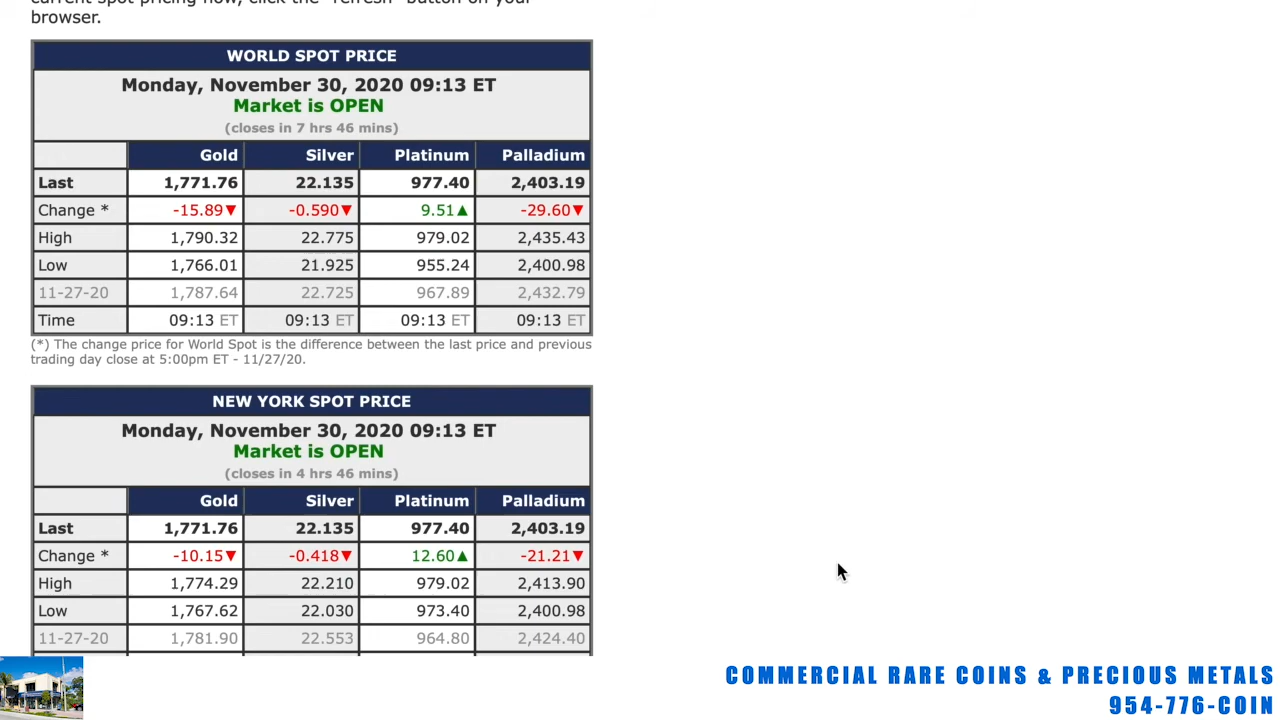 current spot pricing now, click the "refresh" button on your
browser.
WORLD SPOT PRICE
Monday, November 30, 2020 09:13 ET
Market is OPEN
(closes in 7 hrs 46 mins)
Gold Silver Platinum Palladium
Last 1,771.76 22.135 977.40 2,403.19
Change * -15.89▼ -0.590▼ 9.51▲ -29.60▼
High 1,790.32 22.775 979.02 2,435.43
Low 1,766.01 21.925 955.24 2,400.98
11-27-20 1,787.64 22.725 967.89 2,432.79
Time 09:13 ET 09:13 ET 09:13 ET 09:13 ET
(*) The change price for World Spot is the difference between the last price and previous
trading day close at 5:00pm ET - 11/27/20.
NEW YORK SPOT PRICE
Monday, November 30, 2020 09:13 ET
Market is OPEN
(closes in 4 hrs 46 mins)
Gold Silver Platinum Palladium
Last 1,771.76 22.135 977.40 2,403.19
Change * -10.15▼ -0.418▼ 12.60▲ -21.21▼
High 1,774.29 22.210 979.02 2,413.90
Low 1,767.62 22.030 973.40 2,400.98
11-27-20 1,781.90 22.553 964.80 2,424.40
COMMERCIAL RARE COINS & PRECIOUS METALS
954-776-COIN